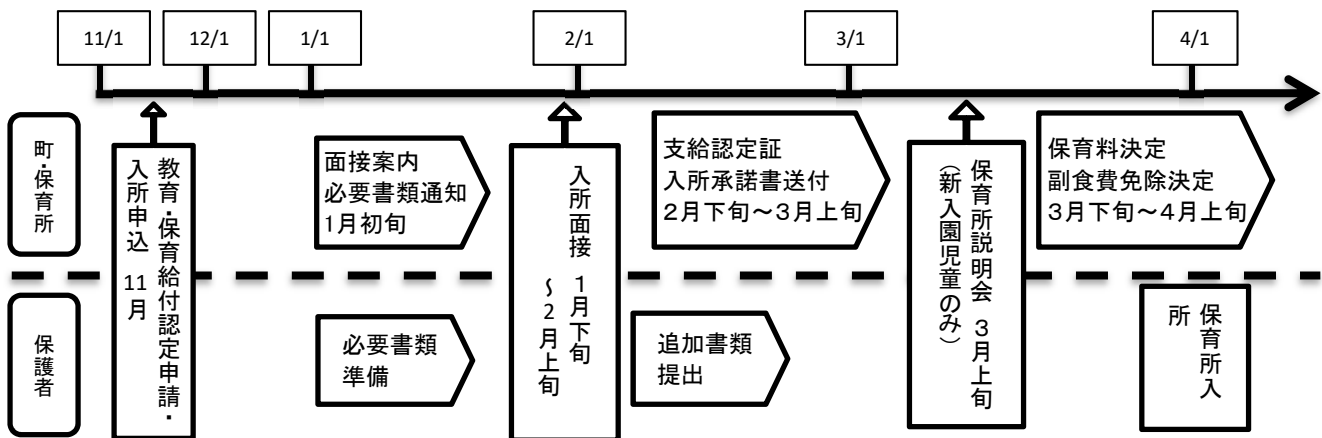 11/1
12/1
1/1
2/1
3/1
4/1
町・保育所
教育・保育給付認定申請・
入所申込 11月
面接案内
必要書類通知
1月初旬
入所面接 1月下旬
～2月上旬
支給認定証
入所承諾書送付
2月下旬～3月上旬
保育所説明会 3月上旬
(新入園児童のみ)
保育料決定
副食費免除決定
3月下旬～4月上旬
保護者
必要書類
準備
追加書類
提出
保育所入
所